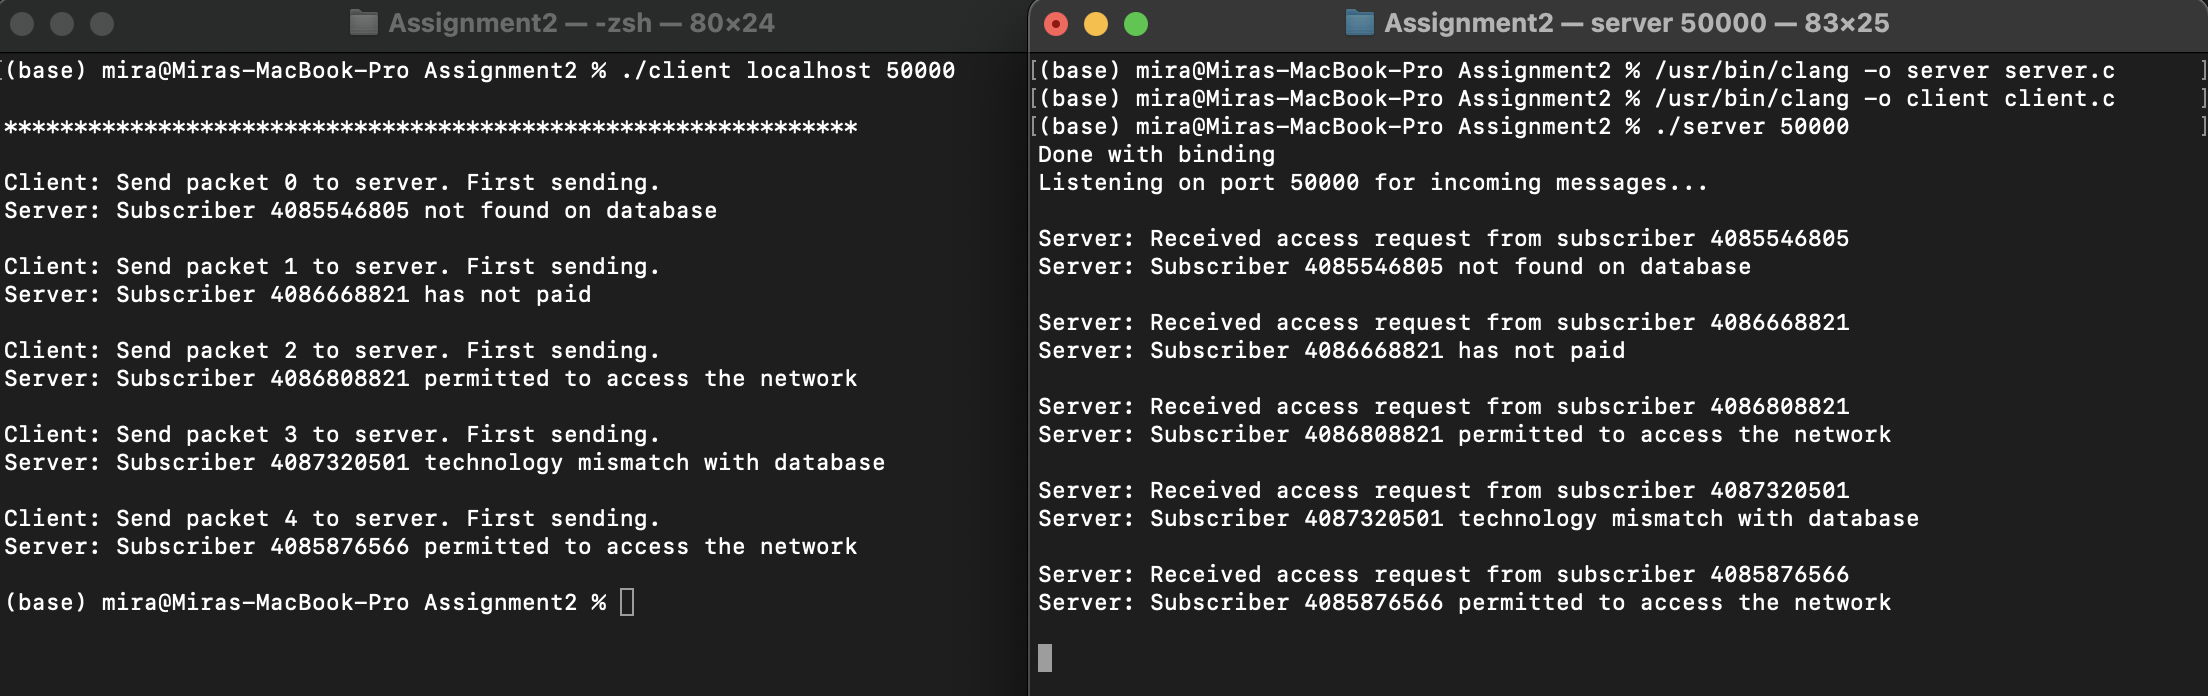 Assignment2 — -zsh — 80×24
(base) mira@Miras-MacBook-Pro Assignment2 % ./client localhost 50000
*************************************************************
Client: Send packet 0 to server. First sending.
Server: Subscriber 4085546805 not found on database
Client: Send packet 1 to server. First sending.
Server: Subscriber 4086668821 has not paid
Client: Send packet 2 to server. First sending.
Server: Subscriber 4086808821 permitted to access the network
Client: Send packet 3 to server. First sending.
Server: Subscriber 4087320501 technology mismatch with database
Client: Send packet 4 to server. First sending.
Server: Subscriber 4085876566 permitted to access the network
(base) mira@Miras-MacBook-Pro Assignment2 %
Assignment2 — server 50000 — 83×25
[(base) mira@Miras-MacBook-Pro Assignment2 % /usr/bin/clang -o server server.c ]
[(base) mira@Miras-MacBook-Pro Assignment2 % /usr/bin/clang -o client client.c ]
[(base) mira@Miras-MacBook-Pro Assignment2 % ./server 50000 ]
Done with binding
Listening on port 50000 for incoming messages...
Server: Received access request from subscriber 4085546805
Server: Subscriber 4085546805 not found on database
Server: Received access request from subscriber 4086668821
Server: Subscriber 4086668821 has not paid
Server: Received access request from subscriber 4086808821
Server: Subscriber 4086808821 permitted to access the network
Server: Received access request from subscriber 4087320501
Server: Subscriber 4087320501 technology mismatch with database
Server: Received access request from subscriber 4085876566
Server: Subscriber 4085876566 permitted to access the network